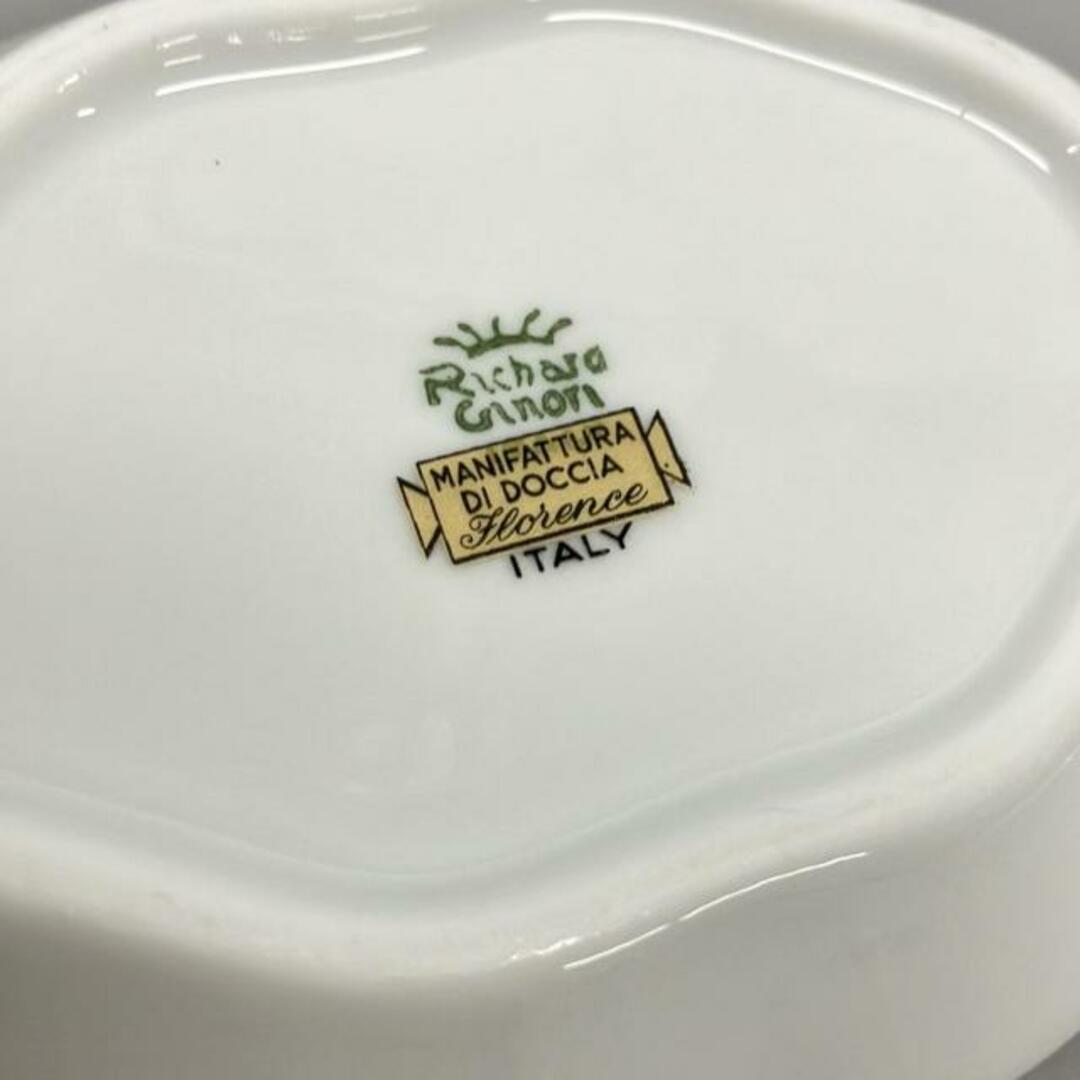 Richard
Ginori
MANIFATTURA
DI DOCCIA
Florence
ITALY